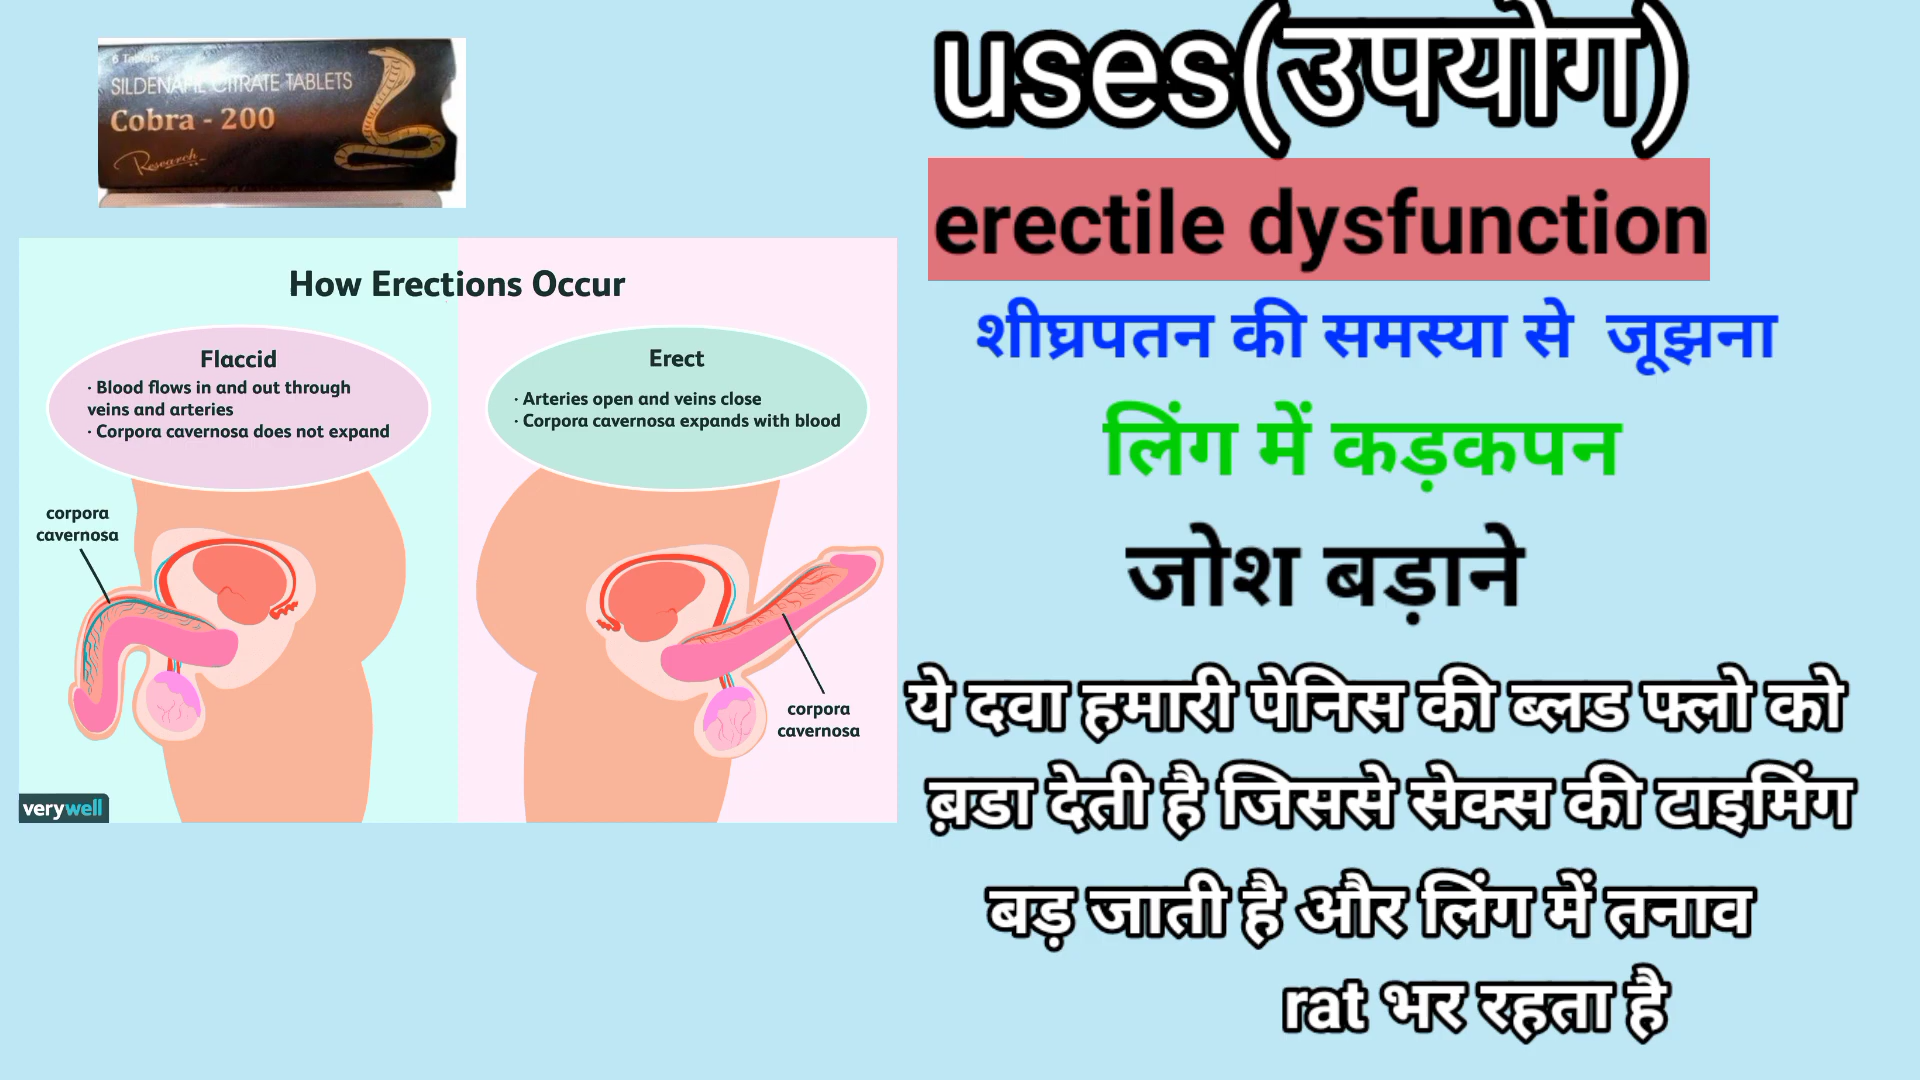 6 Tablets
SILDENAFIL CITRATE TABLETS
Cobra - 200
Research
How Erections Occur
Flaccid
· Blood flows in and out through
veins and arteries
· Corpora cavernosa does not expand
Erect
· Arteries open and veins close
· Corpora cavernosa expands with blood
corpora
cavernosa
corpora
cavernosa
verywell
uses(उपयोग)
erectile dysfunction
शीघ्रपतन की समस्या से जूझना
लिंग में कड़कपन
जोश बड़ाने
ये दवा हमारी पेनिस की ब्लड फ्लो को
ब़डा देती है जिससे सेक्स की टाइमिंग
बड़ जाती है और लिंग में तनाव
rat भर रहता है